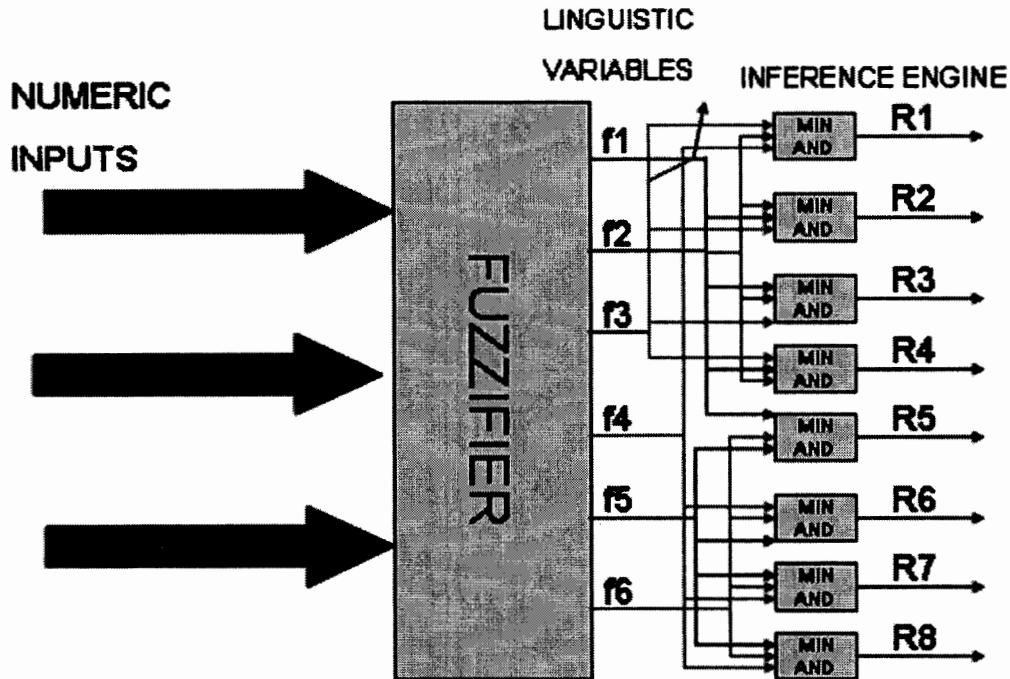 LINGUISTIC
VARIABLES
INFERENCE ENGINE
NUMERIC
INPUTS
FUZZIFIER
f1
f2
f3
f4
f5
f6
MIN
AND
R1
MIN
AND
R2
MIN
AND
R3
MIN
AND
R4
MIN
AND
R5
MIN
AND
R6
MIN
AND
R7
MIN
AND
R8